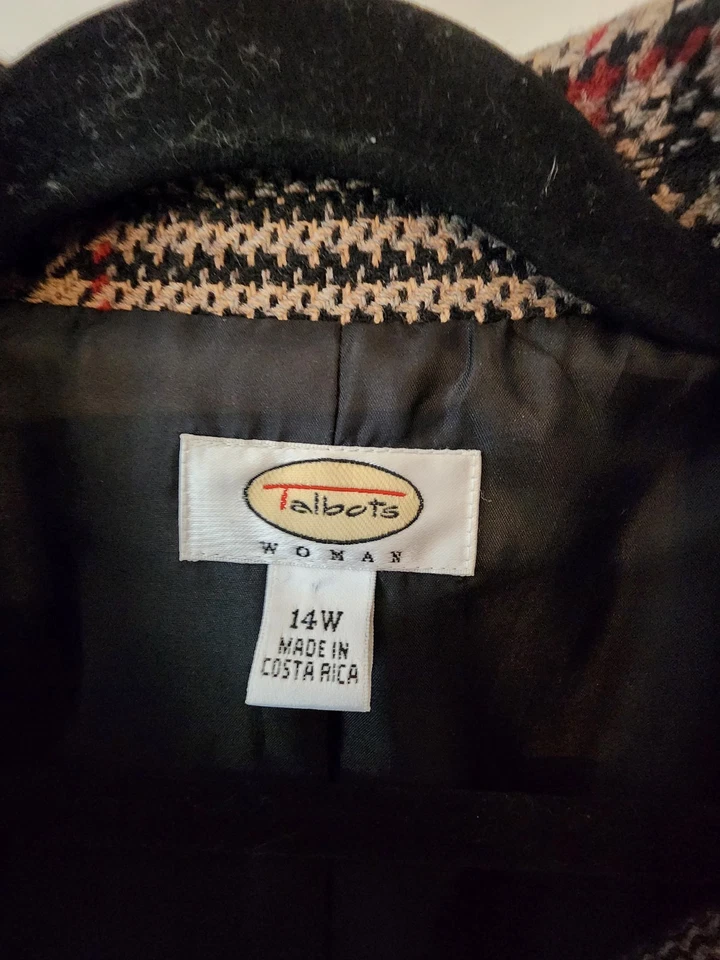 Talbots
WOMAN
14W
MADE IN
COSTA RICA